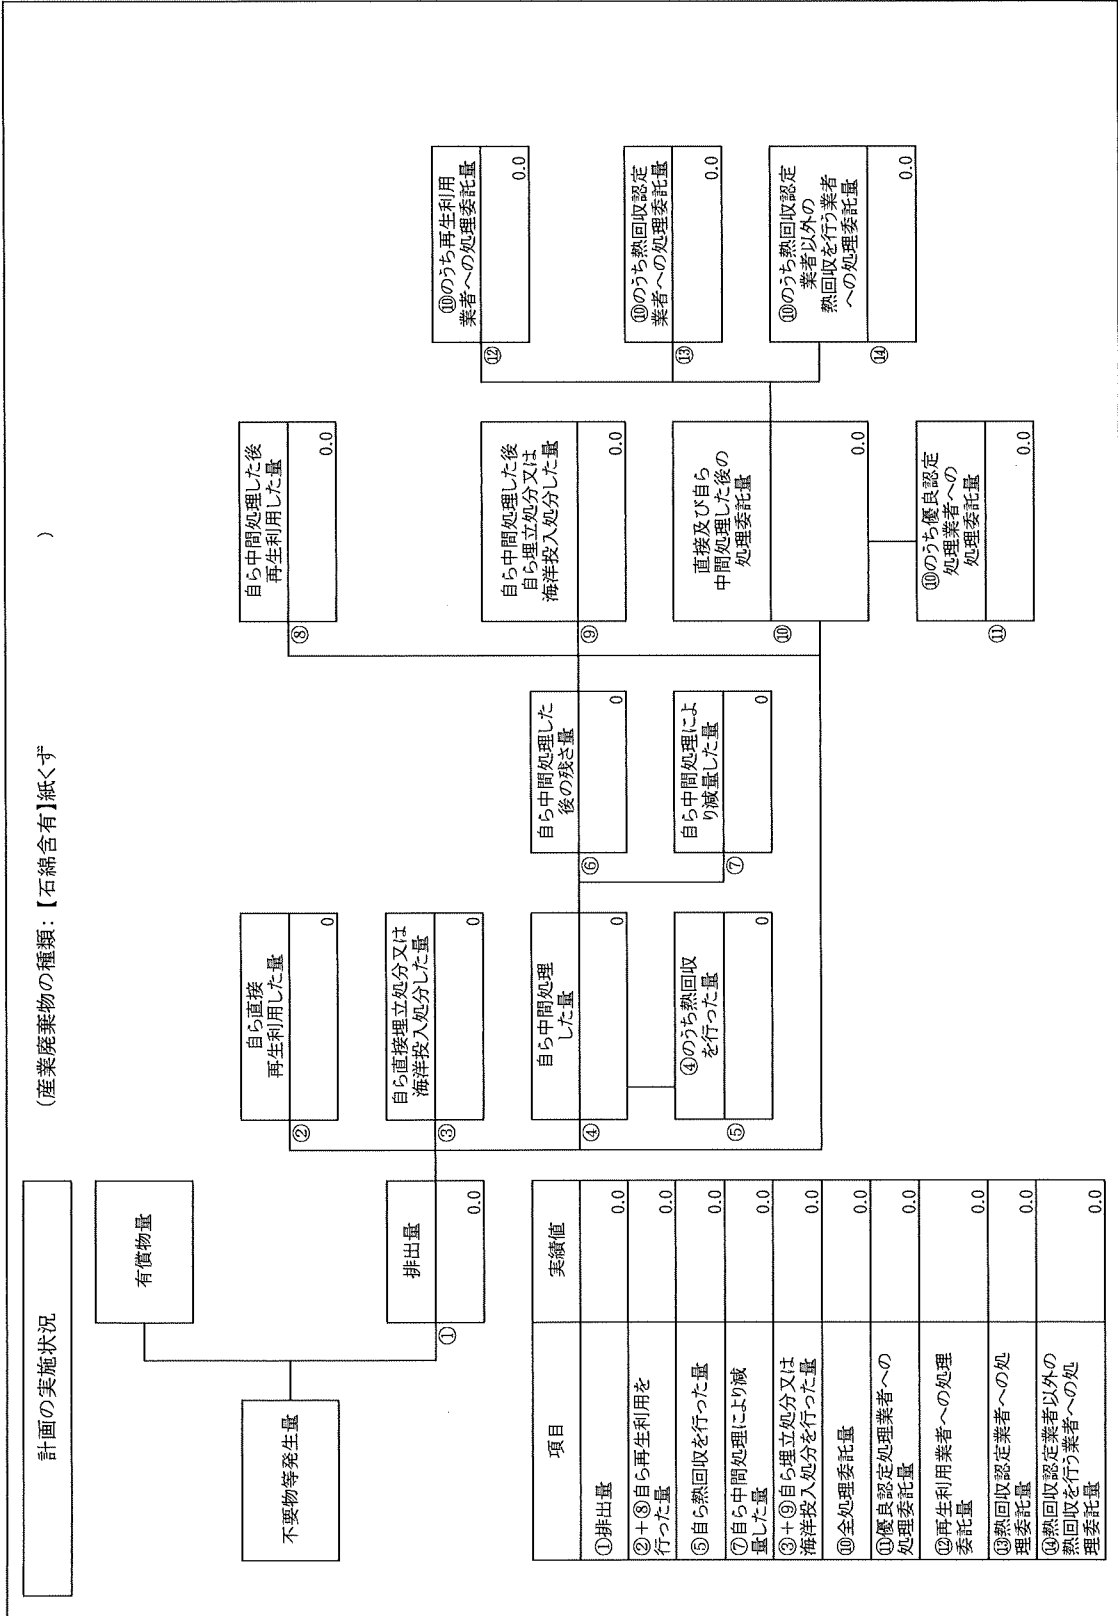 計画の実施状況
(産業廃棄物の種類：【石綿含有】紙くず　)
不要物等発生量
有償物量
①
排出量
0.0
②
自ら直接
再生利用した量
0
③
自ら直接埋立処分又は
海洋投入処分した量
0
④
自ら中間処理
した量
0
⑤
④のうち熱回収
を行った量
0
⑥
自ら中間処理した
後の残さ量
0
⑦
自ら中間処理によ
り減量した量
0
⑧
自ら中間処理した後
再生利用した量
0.0
⑨
自ら中間処理した後
自ら埋立処分又は
海洋投入処分した量
0.0
⑩
直接及び自ら
中間処理した後の
処理委託量
0.0
⑪
⑩のうち優良認定
処理業者への
処理委託量
0.0
⑫
⑩のうち再生利用
業者への処理委託量
0.0
⑬
⑩のうち熱回収認定
業者への処理委託量
0.0
⑭
⑩のうち熱回収認定
業者以外の
熱回収を行う業者
への処理委託量
0.0
項目 実績値
①排出量 0.0
②＋⑧自ら再生利用を
行った量 0.0
⑤自ら熱回収を行った量 0.0
⑦自ら中間処理により減
量した量 0.0
③＋⑨自ら埋立処分又は
海洋投入処分を行った量 0.0
⑩全処理委託量 0.0
⑪優良認定処理業者への
処理委託量 0.0
⑫再生利用業者への処理
委託量 0.0
⑬熱回収認定業者への処
理委託量 0.0
⑭熱回収認定業者以外の
熱回収を行う業者への処
理委託量 0.0